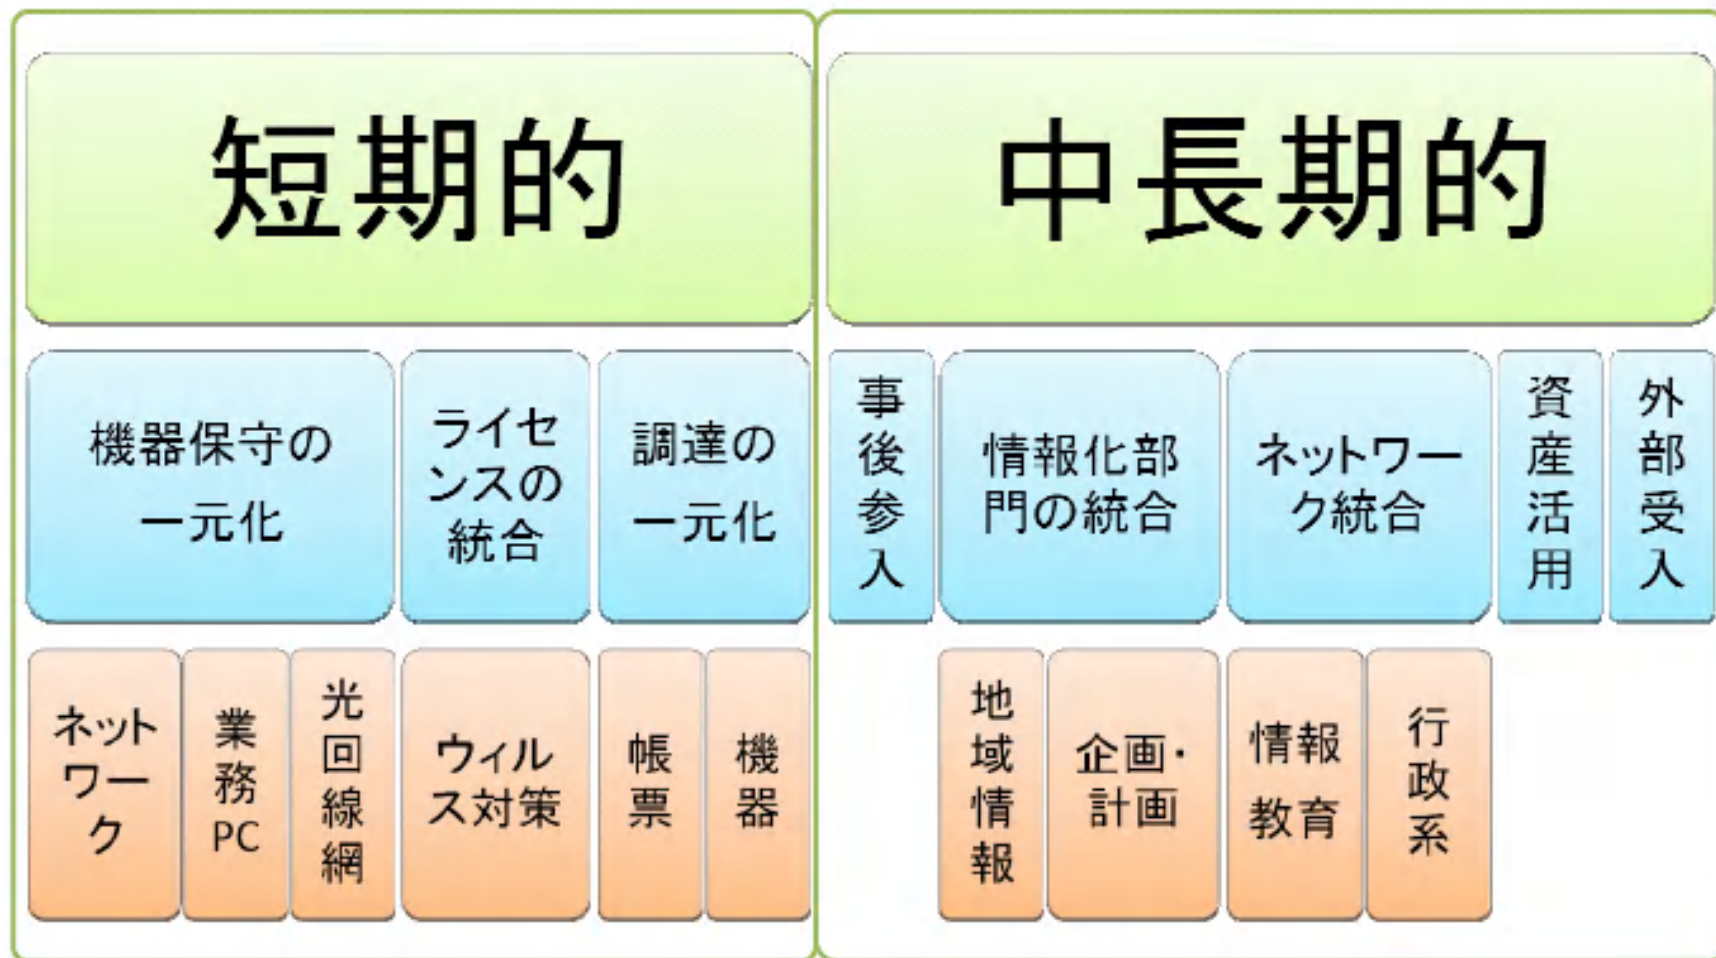 短期的
中長期的
機器保守の
一元化
ライセ
ンスの
統合
調達の
一元化
事後参入
情報化部
門の統合
ネットワー
ク統合
資産活用
外部受入
ネット
ワー
ク
業務
PC
光回線網
ウィル
ス対策
帳票
機器
地域情報
企画・
計画
情報
教育
行政系